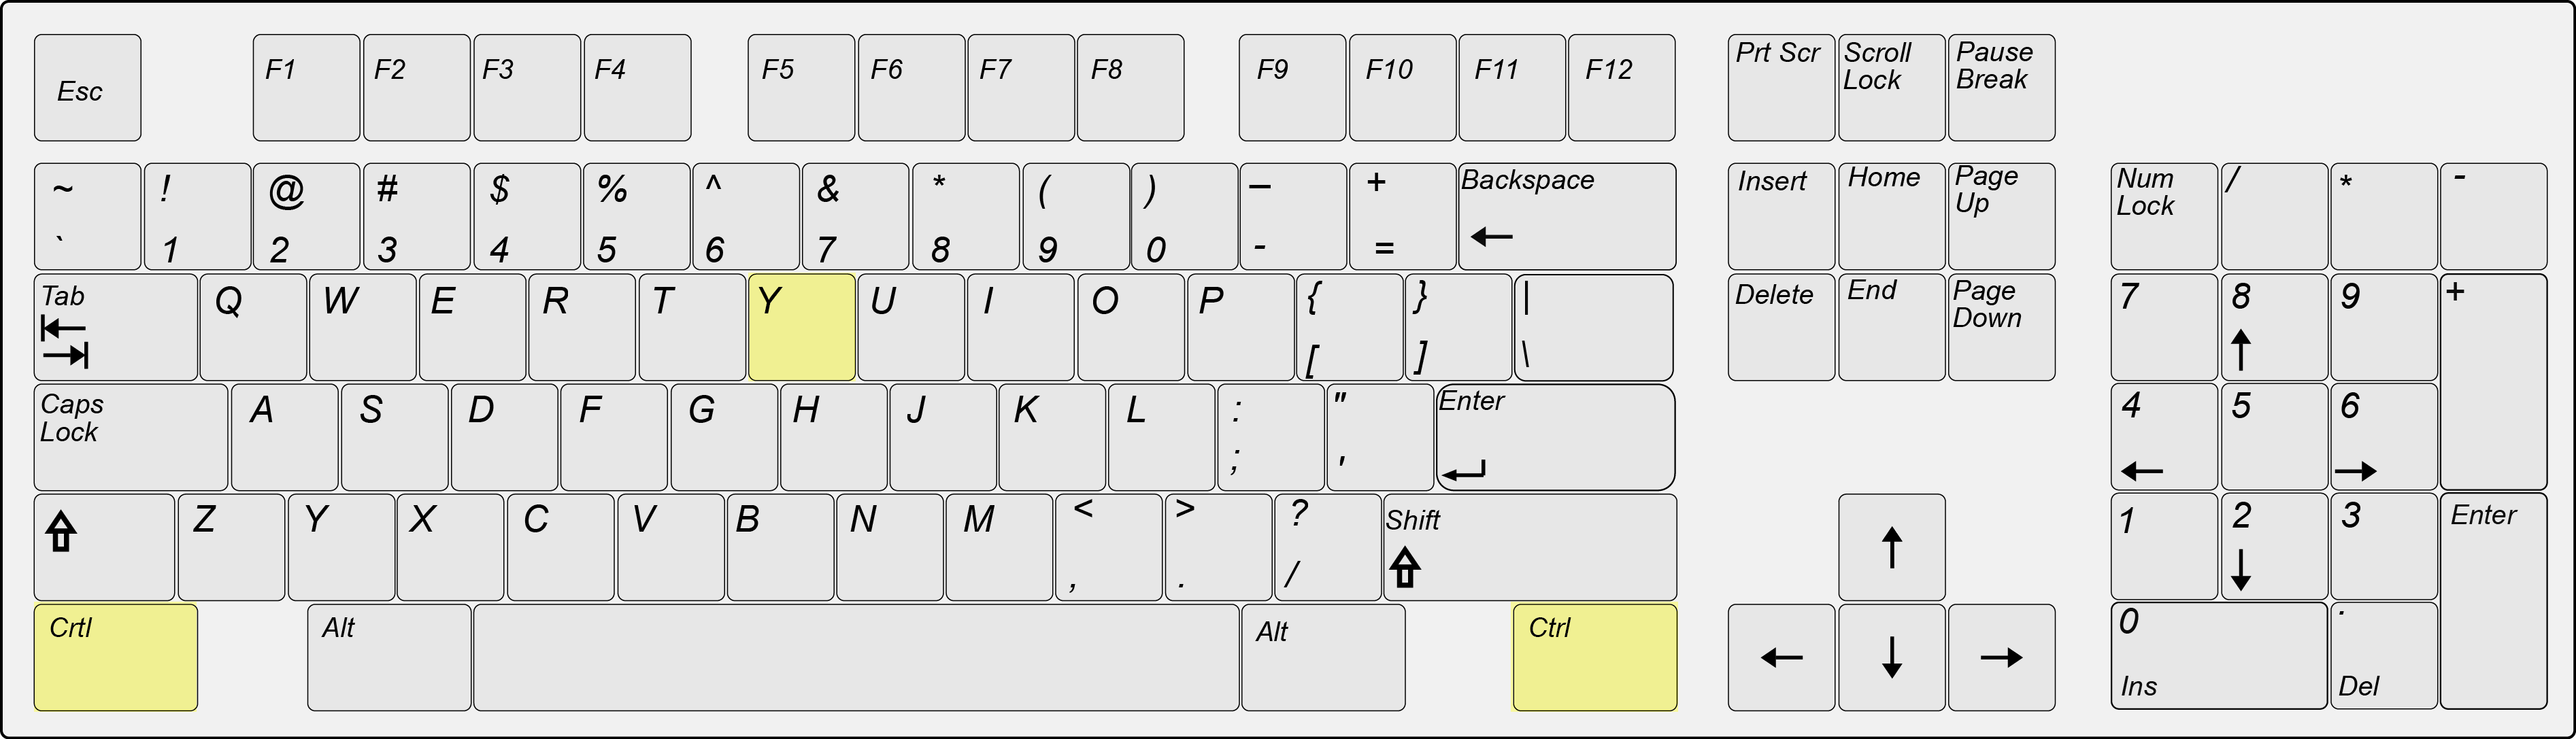 Esc F1 F2 F3 F4 F5 F6 F7 F8 F9 F10 F11 F12 Prt Scr Scroll Lock Pause Break
~ ! @ # $ % ^ & * ( ) – + Backspace Insert Home Page Up Num Lock / * -
` 1 2 3 4 5 6 7 8 9 0 - = ←
Tab Q W E R T Y U I O P { } | Delete End Page Down 7 8 9 +
[ ] \ ↑
Caps Lock A S D F G H J K L : " Enter 4 5 6
; ' ← →
Z Y X C V B N M < > ? Shift ↑ 1 2 3 Enter
, . / ↓
Crtl Alt Alt Ctrl ← ↓ → 0 .
Ins Del